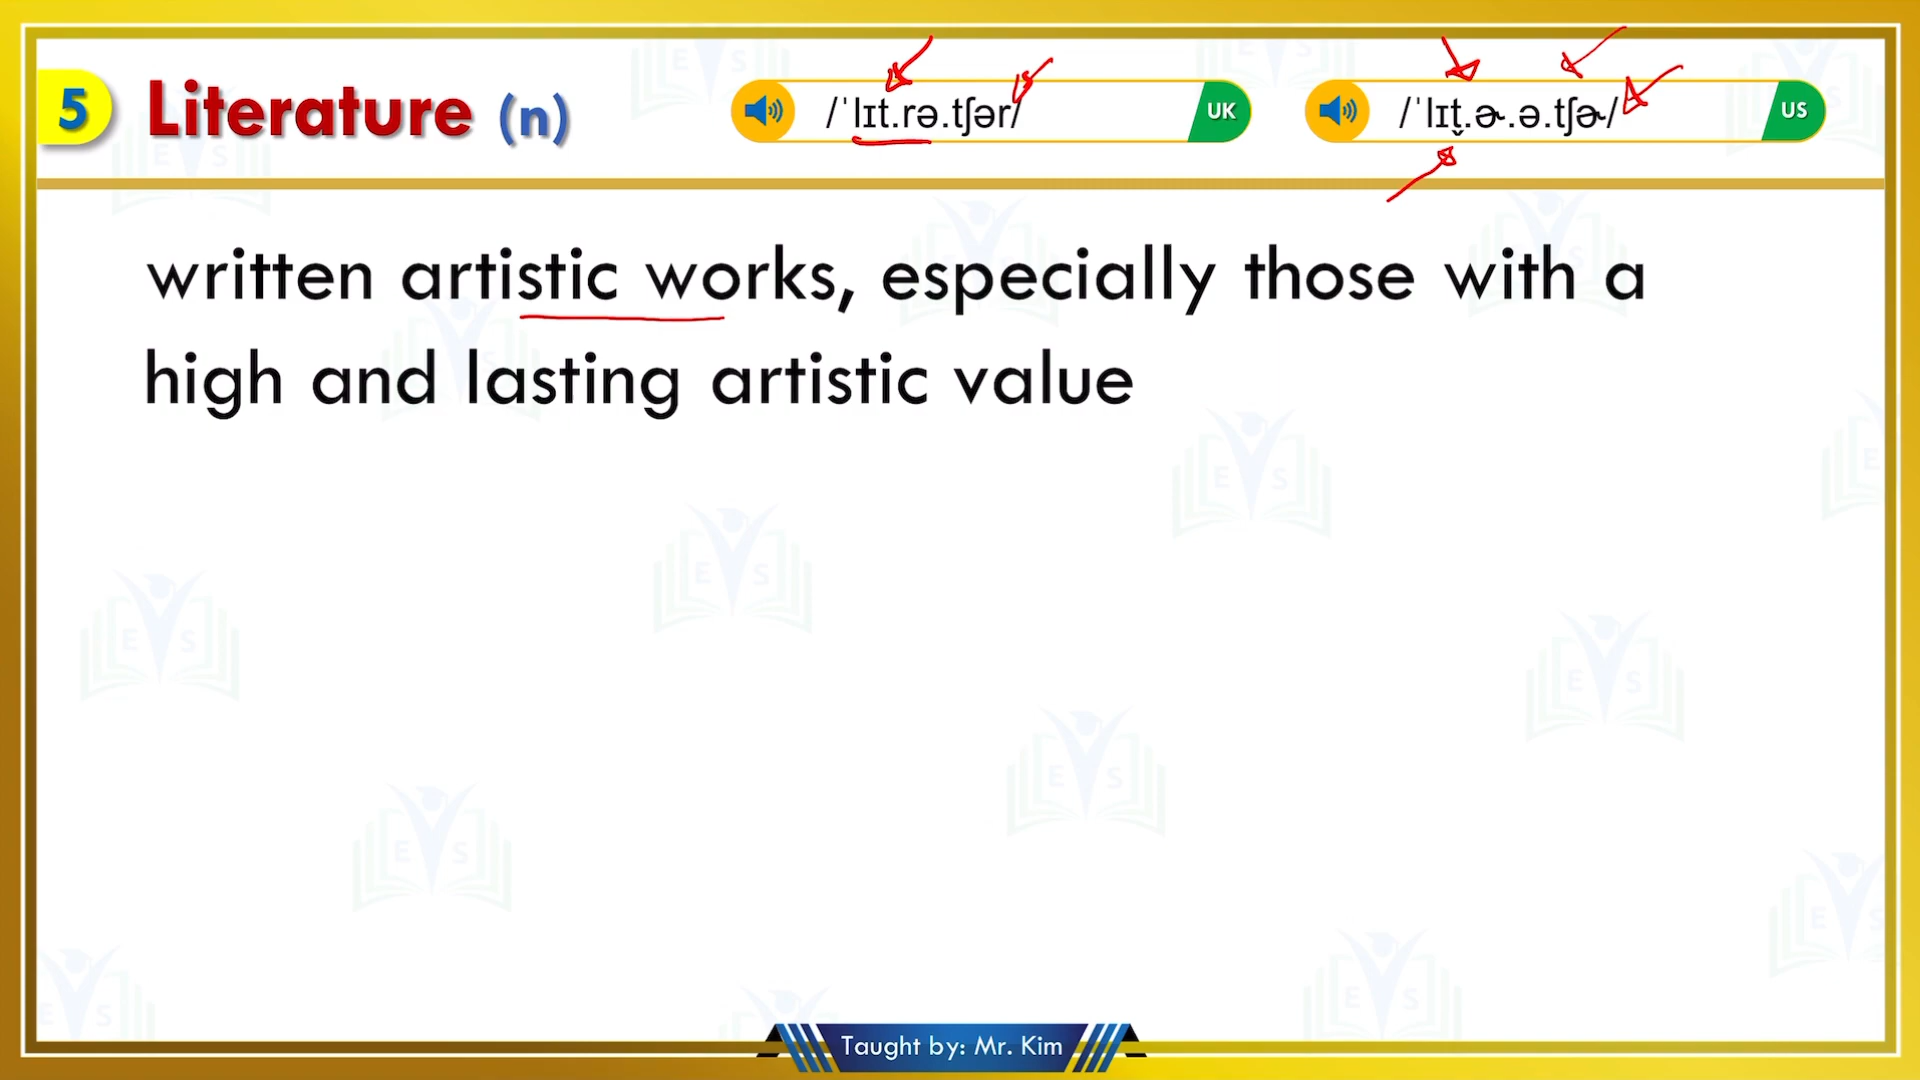 5 Literature (n) /ˈlɪt.rə.tʃər/ UK /ˈlɪt̬.ɚ.ə.tʃɚ/ US
written artistic works, especially those with a
high and lasting artistic value
Taught by: Mr. Kim